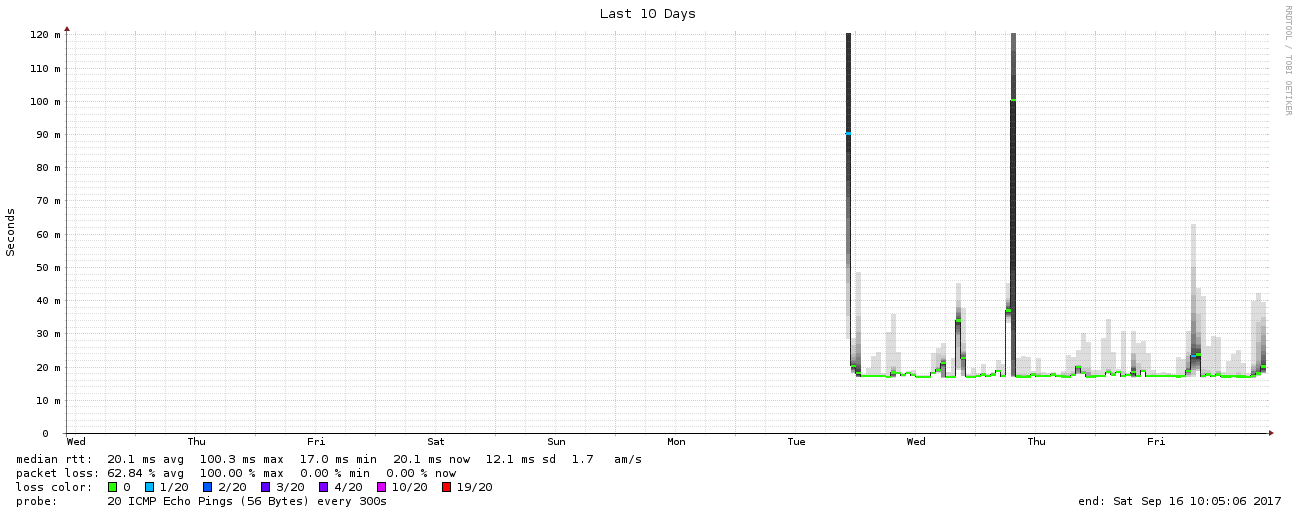 Last 10 Days
RRDTOOL / TOBI OETIKER
Seconds
120 m
110 m
100 m
90 m
80 m
70 m
60 m
50 m
40 m
30 m
20 m
10 m
0
Wed Thu Fri Sat Sun Mon Tue Wed Thu Fri
median rtt: 20.1 ms avg 100.3 ms max 17.0 ms min 20.1 ms now 12.1 ms sd 1.7 am/s
packet loss: 62.84 % avg 100.00 % max 0.00 % min 0.00 % now
loss color: 0 1/20 2/20 3/20 4/20 10/20 19/20
probe: 20 ICMP Echo Pings (56 Bytes) every 300s end: Sat Sep 16 10:05:06 2017